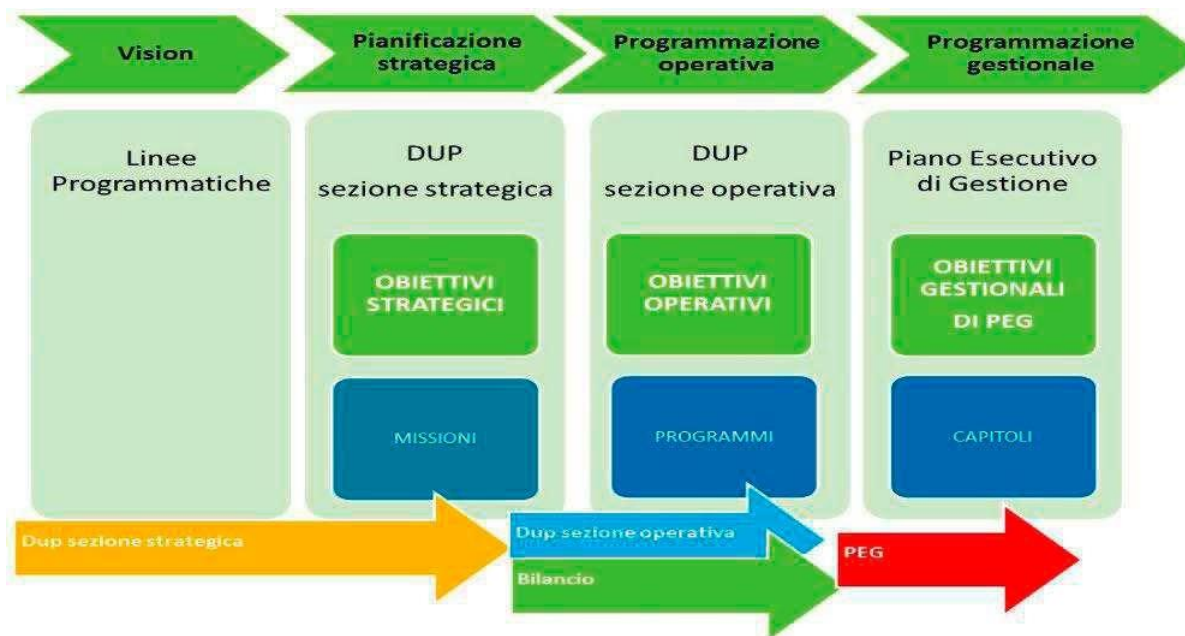 Vision
Pianificazione
strategica
Programmazione
operativa
Programmazione
gestionale
Linee
Programmatiche
DUP
sezione strategica
OBIETTIVI
STRATEGICI
MISSIONI
DUP
sezione operativa
OBIETTIVI
OPERATIVI
PROGRAMMI
Piano Esecutivo
di Gestione
OBIETTIVI
GESTIONALI
DI PEG
CAPITOLI
Dup sezione strategica
Dup sezione operativa
Bilancio
PEG